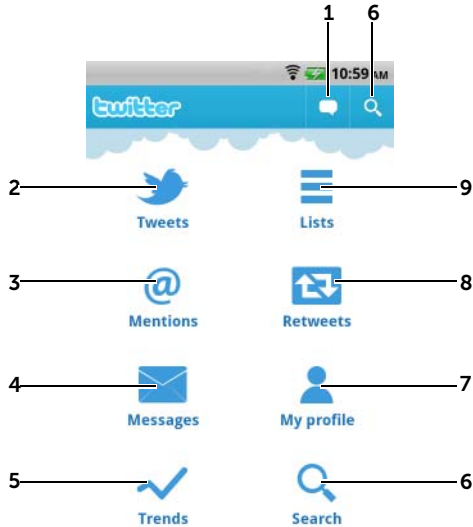 1 6
10:59 AM
twitter
2 9
Tweets Lists
@
3 8
Mentions Retweets
4 7
Messages My profile
5 6
Trends Search